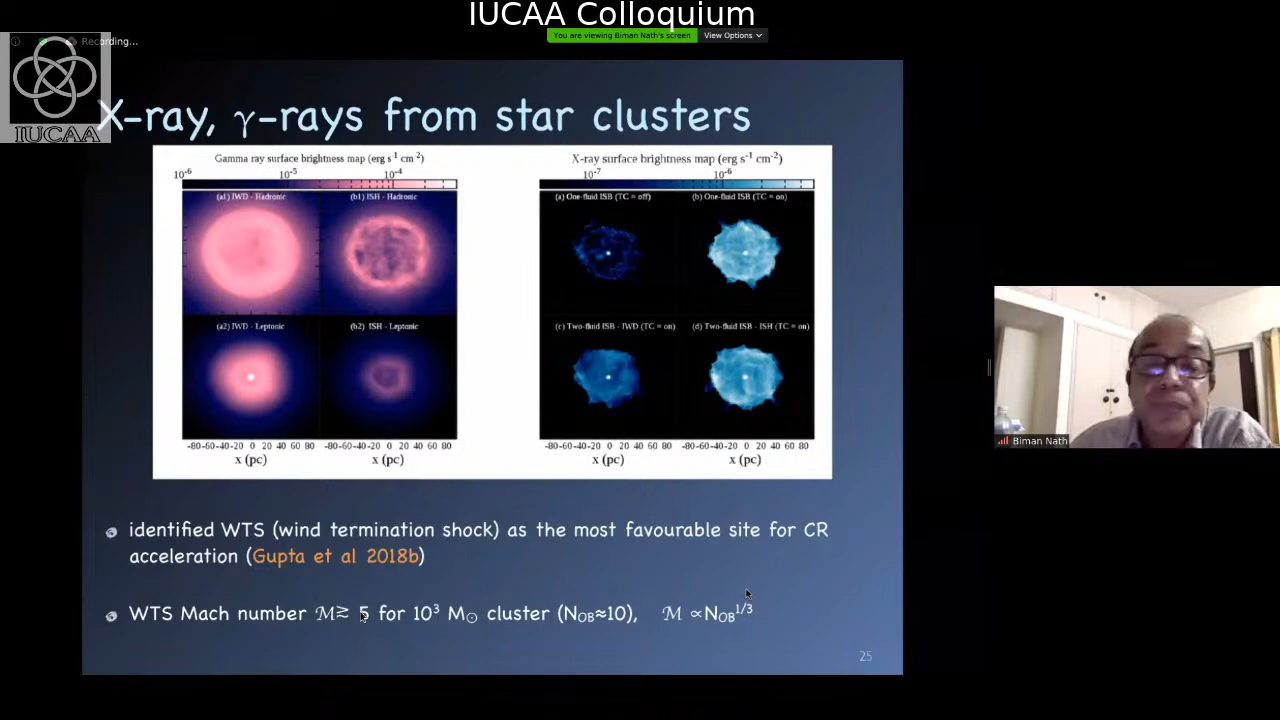 IUCAA Colloquium
Recording...
You are viewing Biman Nath's screen View Options
IUCAA
X-ray, γ-rays from star clusters
Gamma ray surface brightness map (erg s⁻¹ cm⁻²)
10⁻⁶ 10⁻⁵ 10⁻⁴
(a1) IWD - Hadronic (b1) ISH - Hadronic
(a2) IWD - Leptonic (b2) ISH - Leptonic
-80-60-40-20 0 20 40 60 80 -80-60-40-20 0 20 40 60 80
x (pc) x (pc)
X-ray surface brightness map (erg s⁻¹ cm⁻²)
10⁻⁷ 10⁻⁶
(a) One-fluid ISB (TC = off) (b) One-fluid ISB (TC = on)
(c) Two-fluid ISB - IWD (TC = on) (d) Two-fluid ISB - ISH (TC = on)
-80-60-40-20 0 20 40 60 80 -80-60-40-20 0 20 40 60 80
x (pc) x (pc)
identified WTS (wind termination shock) as the most favourable site for CR
acceleration (Gupta et al 2018b)
WTS Mach number ℳ≳ 5 for 10³ M☉ cluster (N_OB≈10), ℳ ∝N_OB^1/3
25
Biman Nath